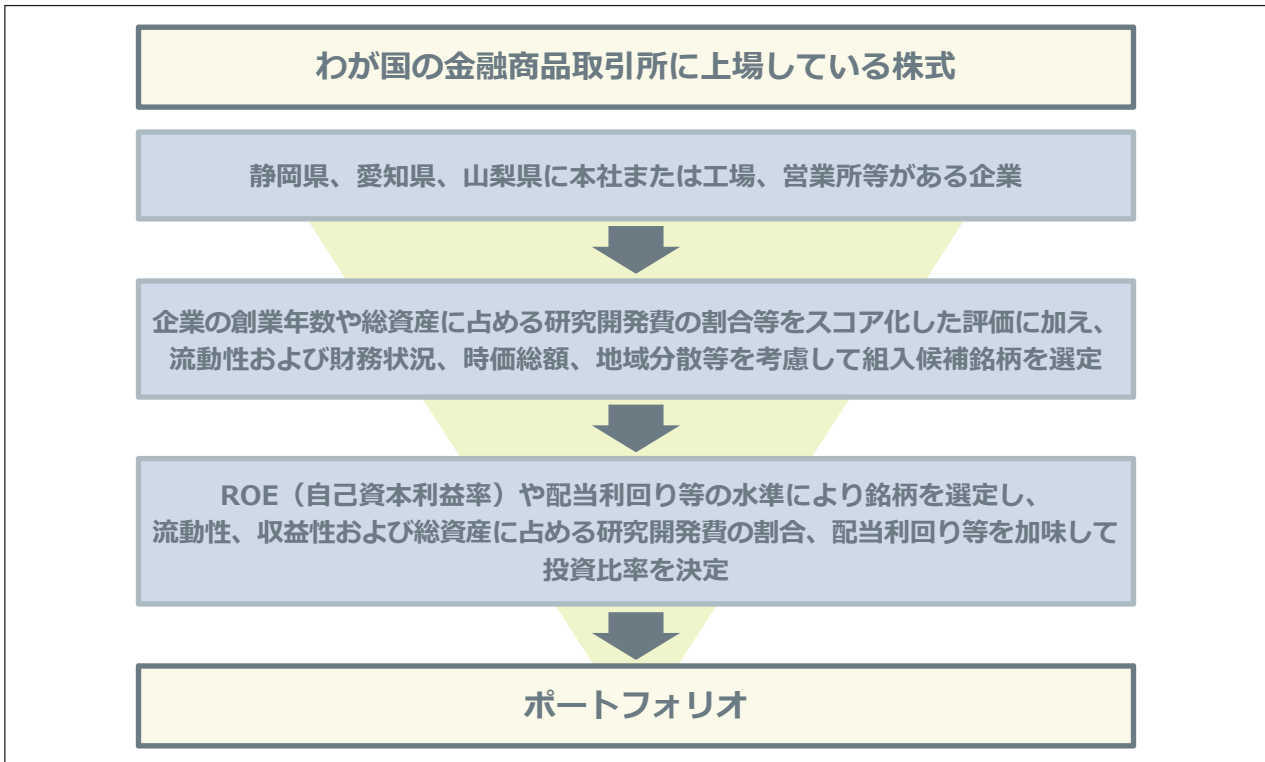 わが国の金融商品取引所に上場している株式
静岡県、愛知県、山梨県に本社または工場、営業所等がある企業
企業の創業年数や総資産に占める研究開発費の割合等をスコア化した評価に加え、
流動性および財務状況、時価総額、地域分散等を考慮して組入候補銘柄を選定
ROE（自己資本利益率）や配当利回り等の水準により銘柄を選定し、
流動性、収益性および総資産に占める研究開発費の割合、配当利回り等を加味して
投資比率を決定
ポートフォリオ